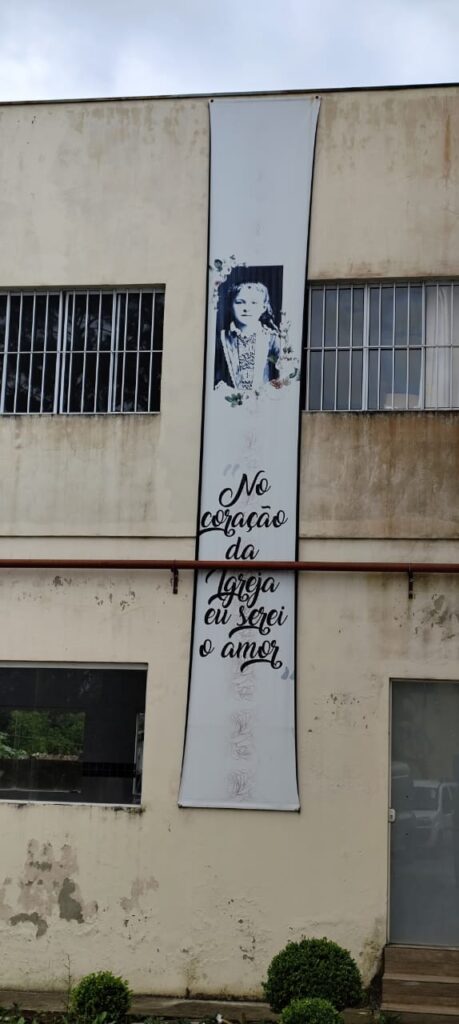 "No
coração
da
Igreja
eu serei
o amor"